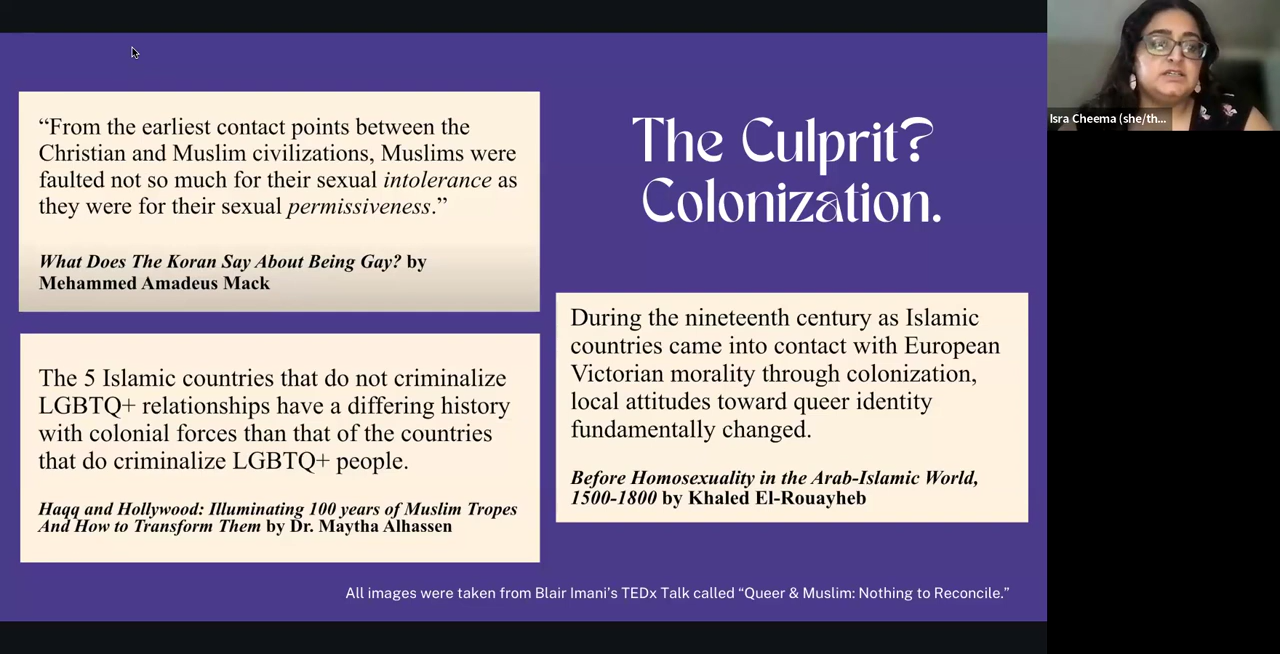 “From the earliest contact points between the
Christian and Muslim civilizations, Muslims were
faulted not so much for their sexual intolerance as
they were for their sexual permissiveness.”
What Does The Koran Say About Being Gay? by
Mehammed Amadeus Mack
The 5 Islamic countries that do not criminalize
LGBTQ+ relationships have a differing history
with colonial forces than that of the countries
that do criminalize LGBTQ+ people.
Haqq and Hollywood: Illuminating 100 years of Muslim Tropes
And How to Transform Them by Dr. Maytha Alhassen
The Culprit?
Colonization.
During the nineteenth century as Islamic
countries came into contact with European
Victorian morality through colonization,
local attitudes toward queer identity
fundamentally changed.
Before Homosexuality in the Arab-Islamic World,
1500-1800 by Khaled El-Rouayheb
All images were taken from Blair Imani’s TEDx Talk called “Queer & Muslim: Nothing to Reconcile.”
Isra Cheema (she/th...